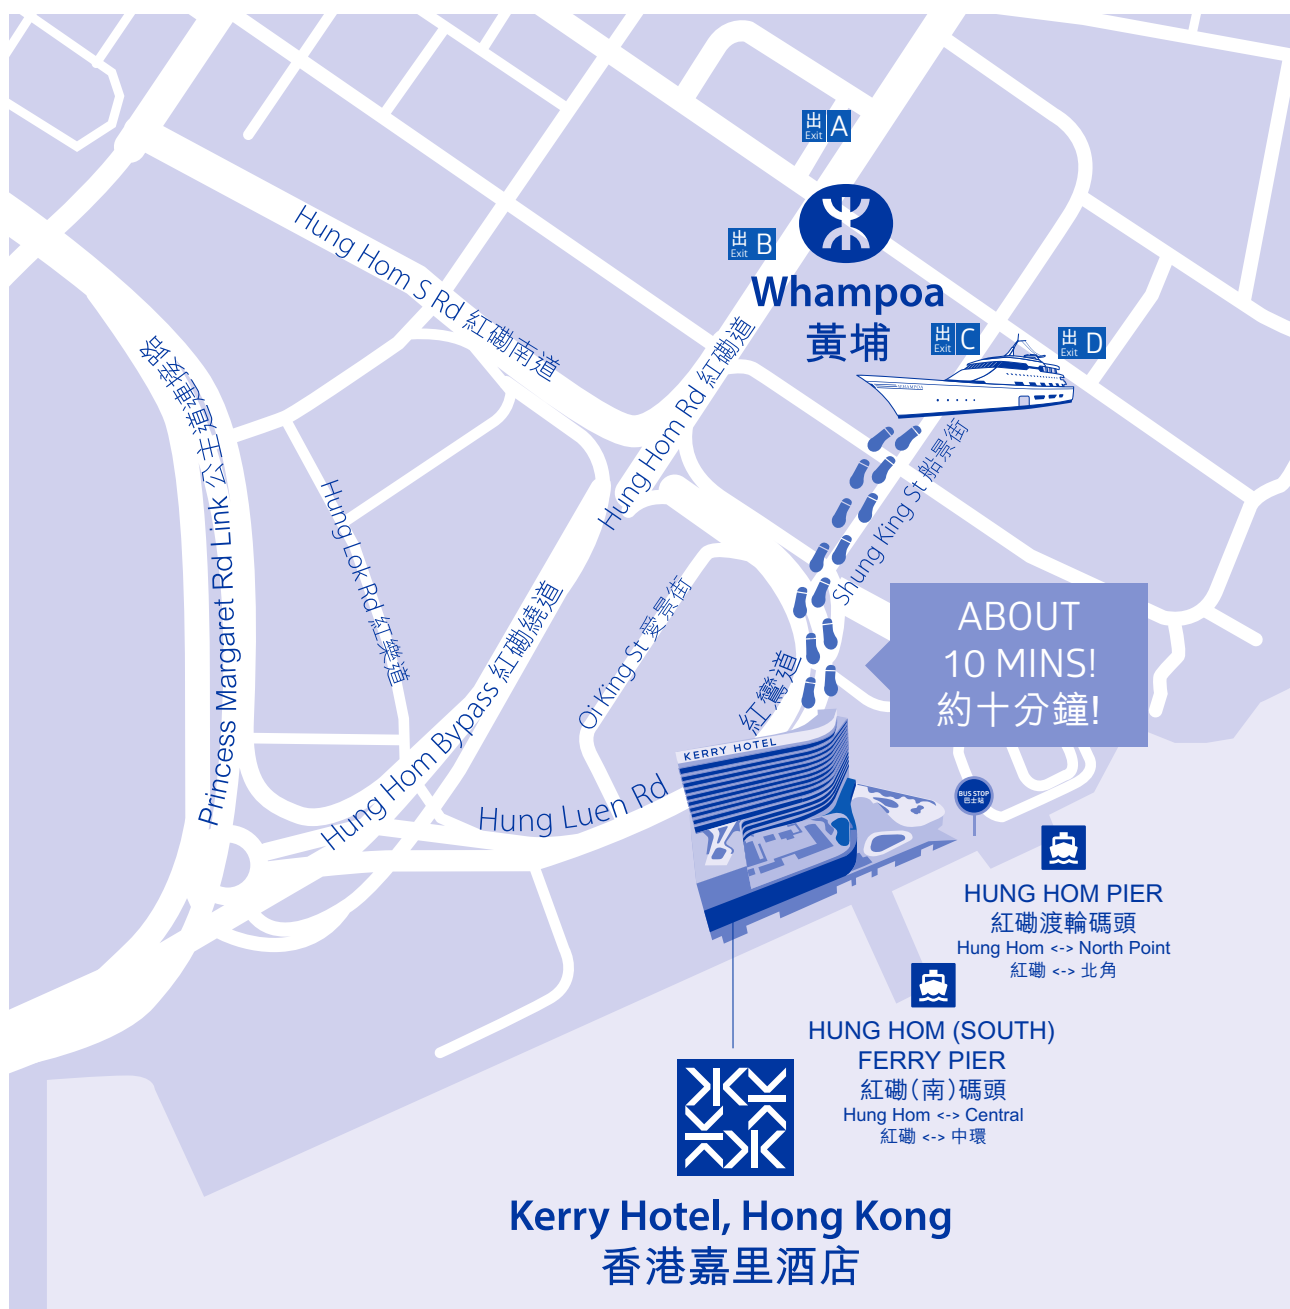 出 Exit A
出 Exit B
Whampoa
黃埔
出 Exit C
出 Exit D
WHAMPOA
Hung Hom S Rd 紅磡南道
Hung Hom Rd 紅磡道
公主道連接路
Princess Margaret Rd Link
Hung Lok Rd 紅樂道
Hung Hom Bypass 紅磡繞道
Oi King St 愛景街
Shung King St 船景街
紅鸞道
Hung Luen Rd
ABOUT
10 MINS!
約十分鐘!
KERRY HOTEL
BUS STOP
巴士站
HUNG HOM PIER
紅磡渡輪碼頭
Hung Hom <-> North Point
紅磡 <-> 北角
HUNG HOM (SOUTH)
FERRY PIER
紅磡(南)碼頭
Hung Hom <-> Central
紅磡 <-> 中環
Kerry Hotel, Hong Kong
香港嘉里酒店